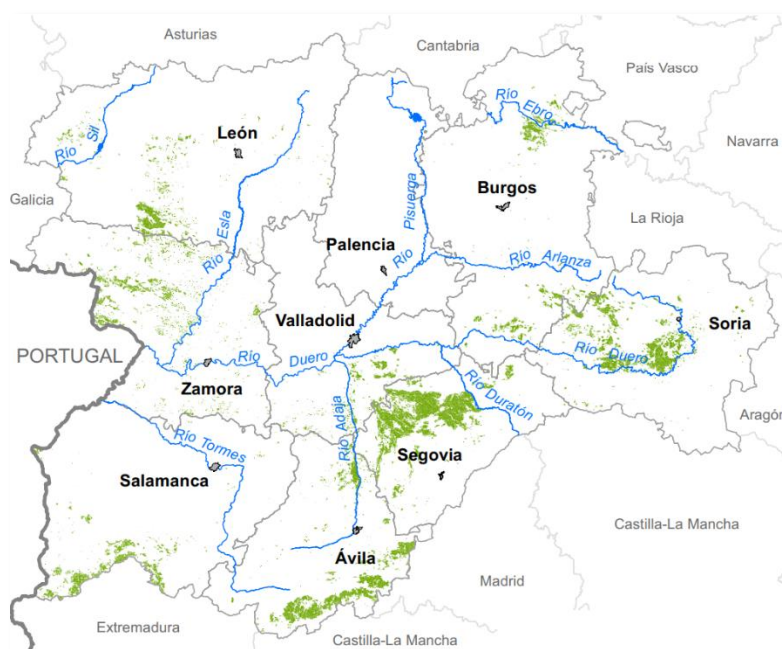 Asturias
Cantabria
País Vasco
Navarra
Río Sil
León
Río Ebro
Galicia
Burgos
La Rioja
Río Esla
Palencia
Río Pisuerga
Río Arlanza
Valladolid
Soria
PORTUGAL
Río Duero
Río Duero
Zamora
Aragón
Río Duratón
Río Adaja
Río Tormes
Segovia
Salamanca
Castilla-La Mancha
Ávila
Madrid
Extremadura
Castilla-La Mancha